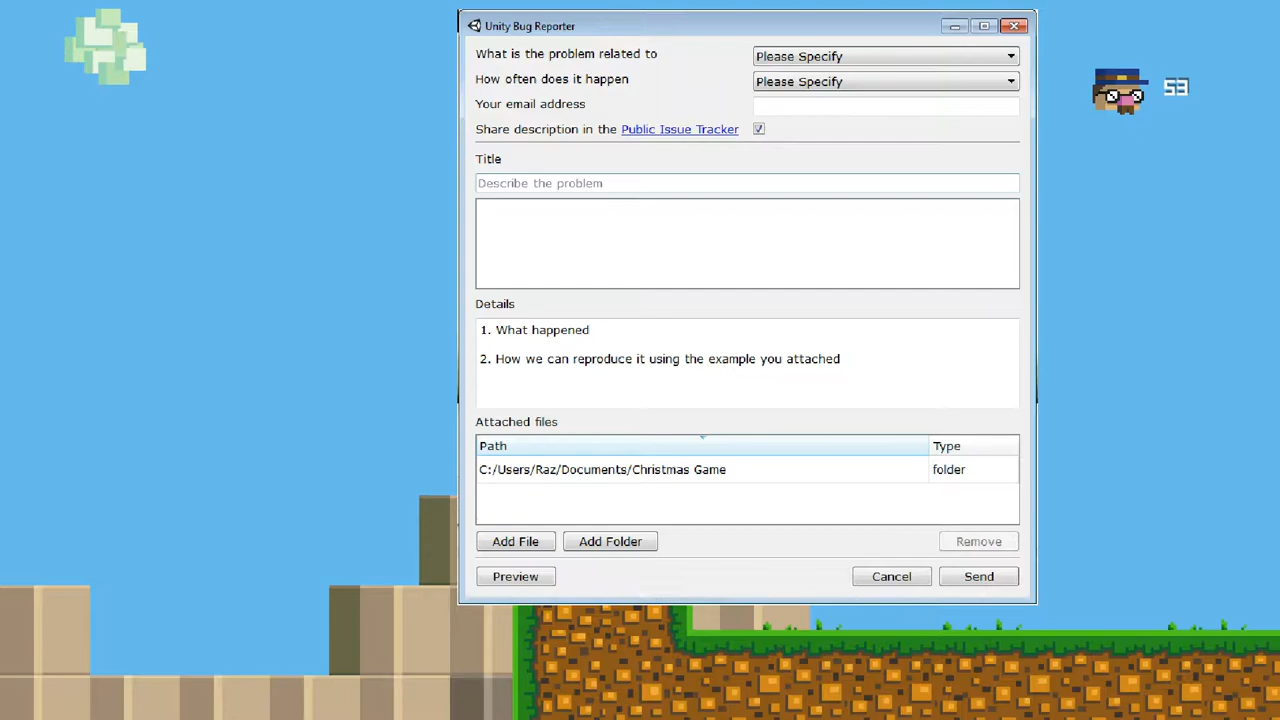 Unity Bug Reporter
What is the problem related to Please Specify
How often does it happen Please Specify
Your email address
Share description in the Public Issue Tracker
Title
Describe the problem
Details
1. What happened
2. How we can reproduce it using the example you attached
Attached files
Path Type
C:/Users/Raz/Documents/Christmas Game folder
Add File Add Folder Remove
Preview Cancel Send
53